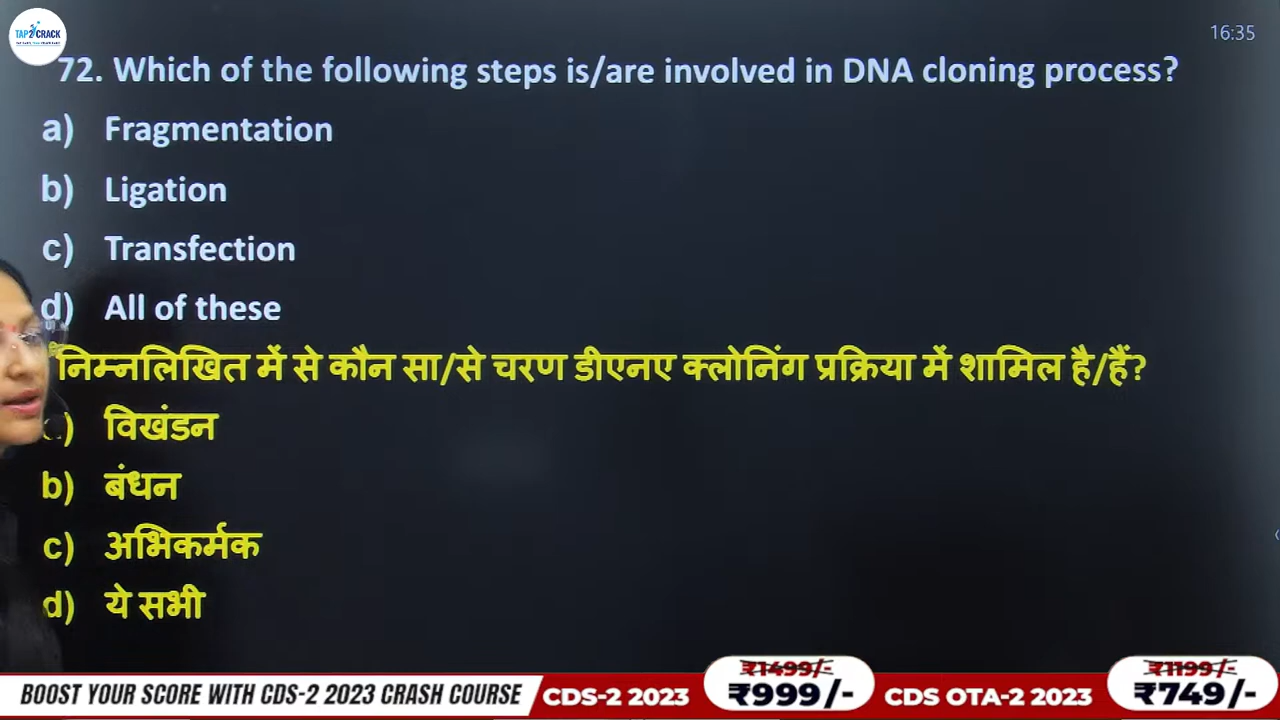 TAP2CRACK
16:35
72. Which of the following steps is/are involved in DNA cloning process?
a) Fragmentation
b) Ligation
c) Transfection
d) All of these
निम्नलिखित में से कौन सा/से चरण डीएनए क्लोनिंग प्रक्रिया में शामिल है/हैं?
) विखंडन
b) बंधन
c) अभिकर्मक
d) ये सभी
BOOST YOUR SCORE WITH CDS-2 2023 CRASH COURSE CDS-2 2023 ₹1499/- ₹999/- CDS OTA-2 2023 ₹1199/- ₹749/-